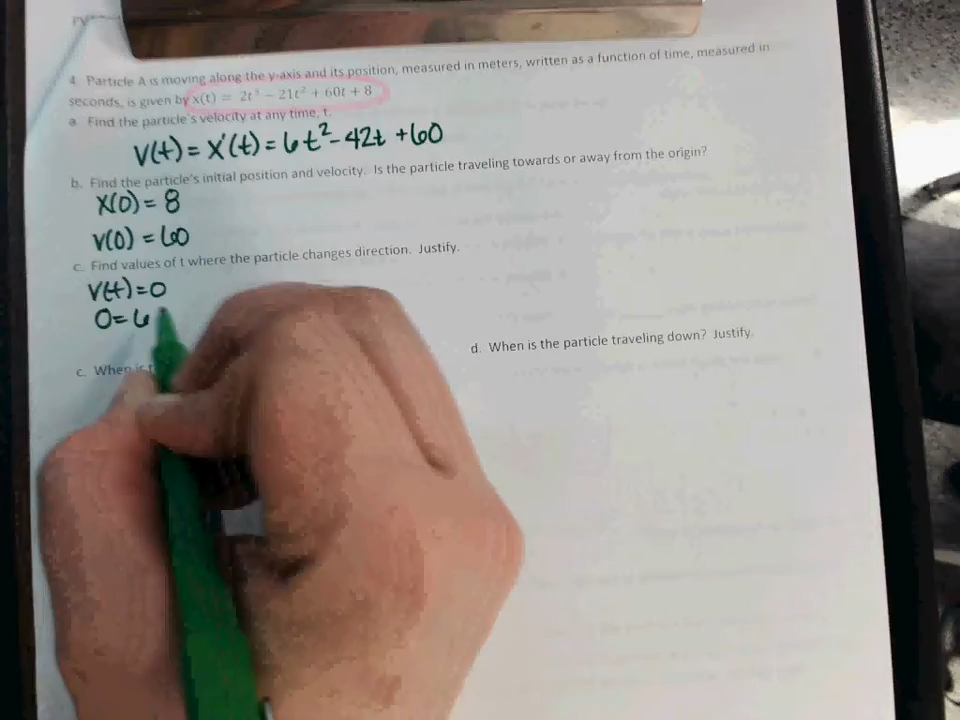 4. Particle A is moving along the y-axis and its position, measured in meters, written as a function of time, measured in
seconds, is given by x(t) = 2t³ − 21t² + 60t + 8
a. Find the particle's velocity at any time, t.
V(t) = X'(t) = 6t² - 42t + 60
b. Find the particle's initial position and velocity. Is the particle traveling towards or away from the origin?
X(0) = 8
V(0) = 60
c. Find values of t where the particle changes direction. Justify.
V(t) = 0
0 = 6
d. When is the particle traveling down? Justify.
c. When is